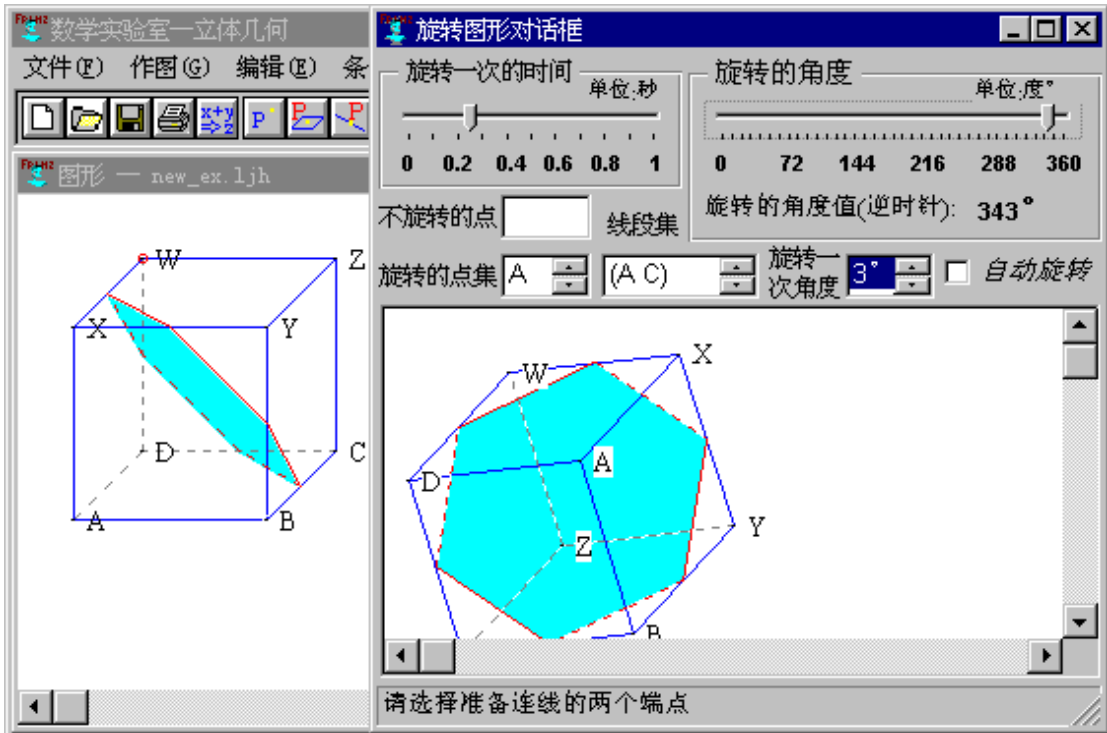 数学实验室—立体几何
文件(F) 作图(G) 编辑(E) 条
x+y
=>z
P
P
P
图形 — new_ex.ljh
W
Z
X
Y
D
C
A
B
旋转图形对话框
旋转一次的时间
单位:秒
0 0.2 0.4 0.6 0.8 1
旋转的角度
单位:度°
0 72 144 216 288 360
旋转的角度值(逆时针): 343°
不旋转的点
线段集
旋转的点集 A (A C)
旋转一
次角度
3°
自动旋转
W
X
D
A
Z
Y
B
请选择准备连线的两个端点